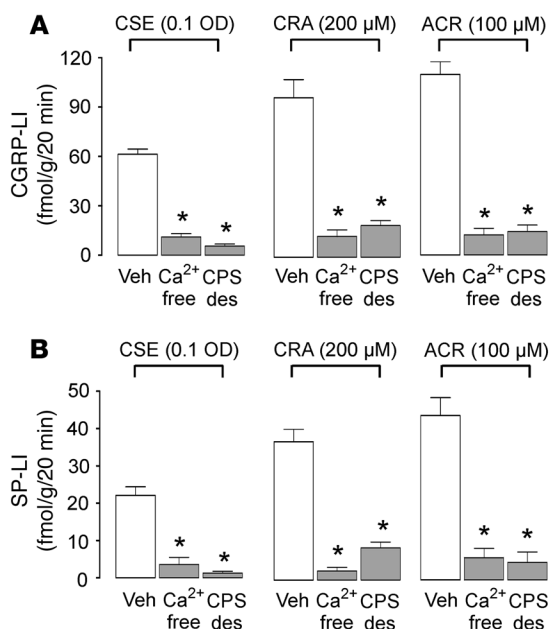 A
CSE (0.1 OD) CRA (200 µM) ACR (100 µM)
CGRP-LI
(fmol/g/20 min)
120
90
60
30
0
* * * * * *
Veh Ca²⁺ CPS Veh Ca²⁺ CPS Veh Ca²⁺ CPS
free des free des free des
B
CSE (0.1 OD) CRA (200 µM) ACR (100 µM)
SP-LI
(fmol/g/20 min)
50
40
30
20
10
0
* * * * * *
Veh Ca²⁺ CPS Veh Ca²⁺ CPS Veh Ca²⁺ CPS
free des free des free des